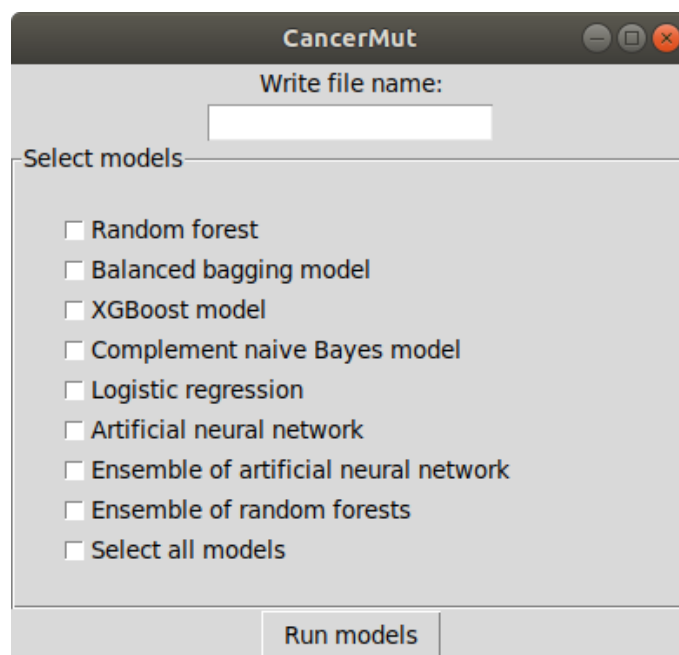 CancerMut
Write file name:
Select models
Random forest
Balanced bagging model
XGBoost model
Complement naive Bayes model
Logistic regression
Artificial neural network
Ensemble of artificial neural network
Ensemble of random forests
Select all models
Run models